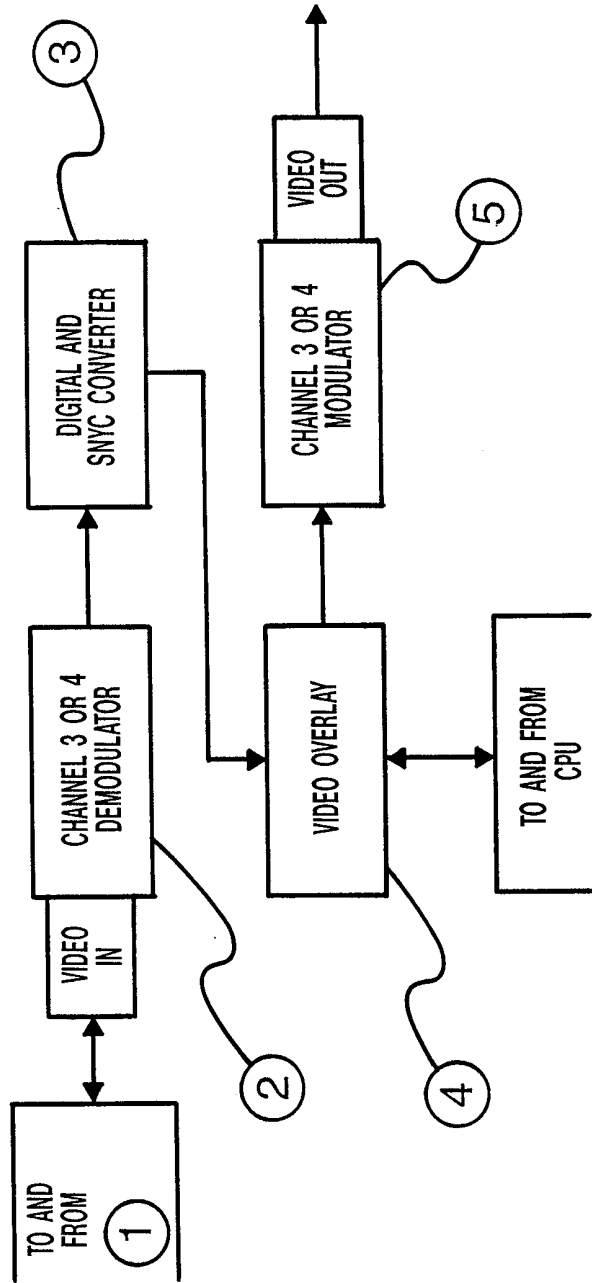 TO AND
FROM
1
VIDEO
IN
CHANNEL 3 OR 4
DEMODULATOR
2
DIGITAL AND
SNYC CONVERTER
3
VIDEO OVERLAY
4
TO AND FROM
CPU
CHANNEL 3 OR 4
MODULATOR
5
VIDEO
OUT